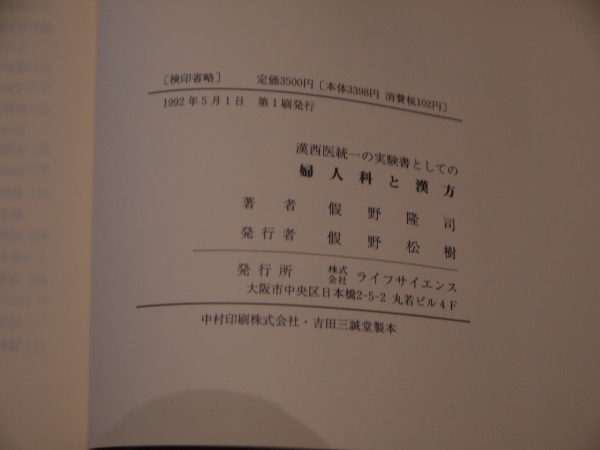 〔検印省略〕 定価3500円〔本体3398円 消費税102円〕
1992年5月1日 第1刷発行
漢西医統一の実験書としての
婦人科と漢方
著者 假野隆司
発行者 假野松樹
発行所 株式会社 ライフサイエンス
大阪市中央区日本橋2-5-2 丸若ビル4F
中村印刷株式会社・吉田三誠堂製本